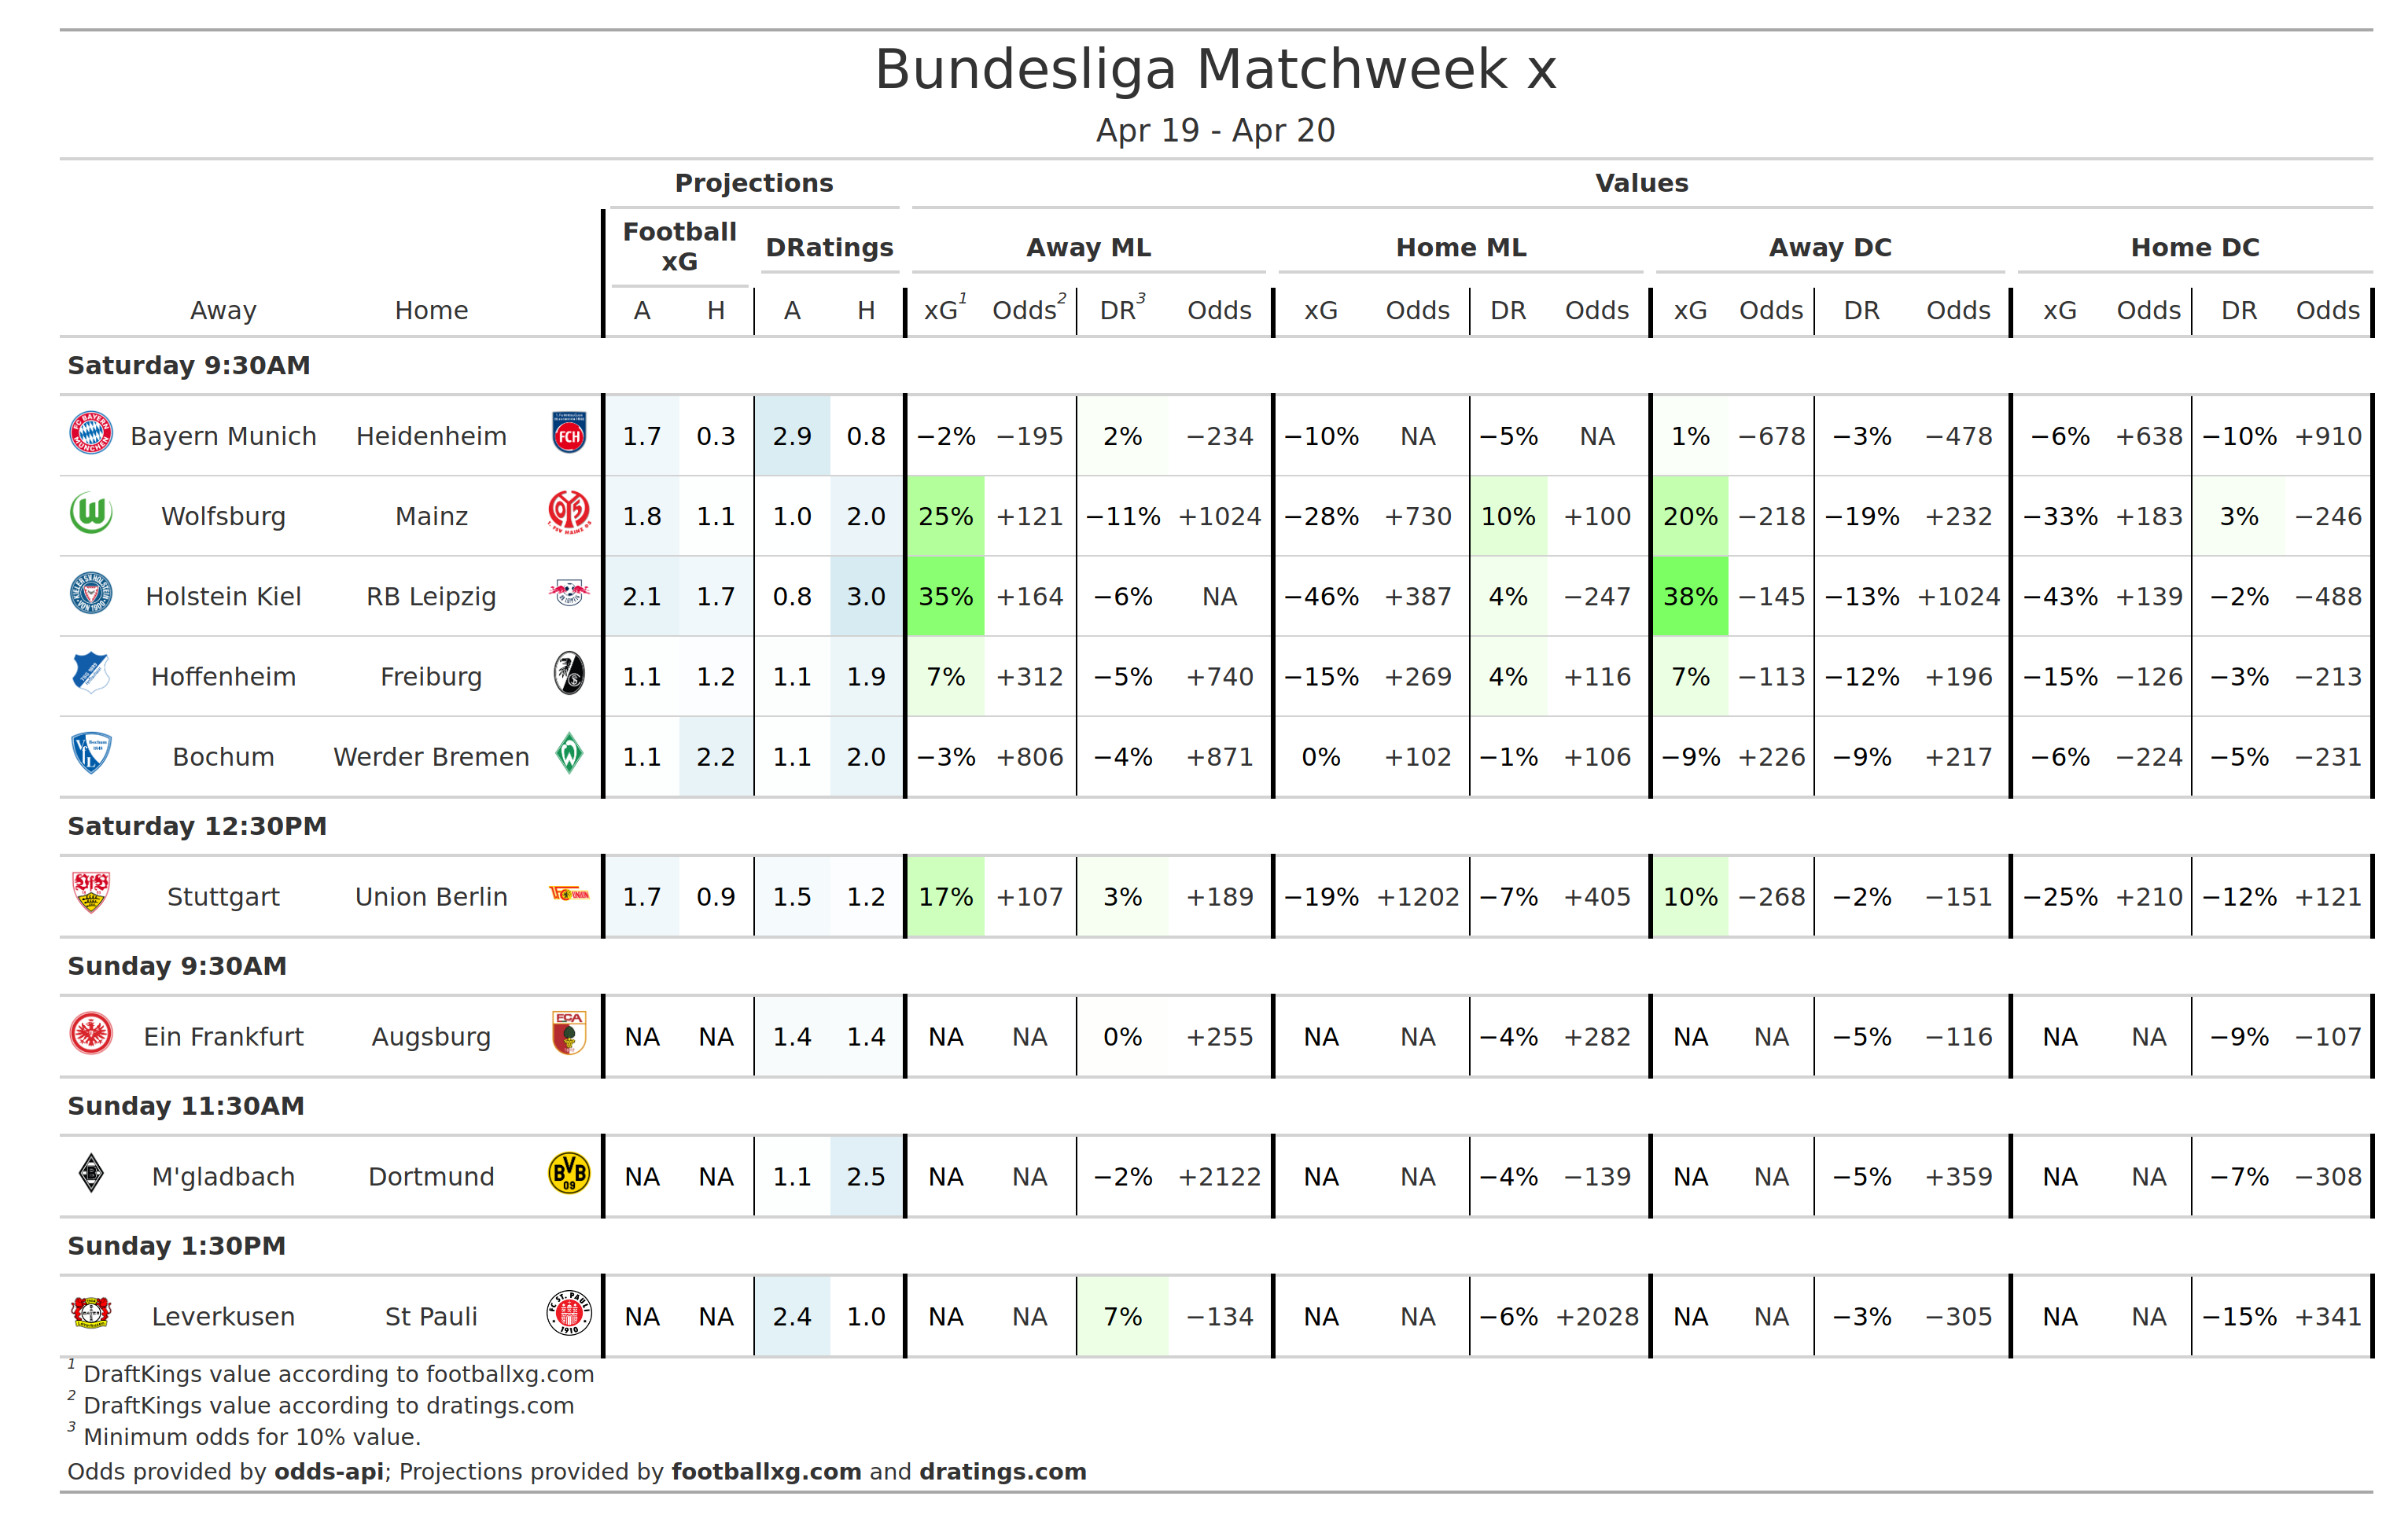 Bundesliga Matchweek x
Apr 19 - Apr 20
Projections Values
Football xG DRatings Away ML Home ML Away DC Home DC
Away Home A H A H xG1 Odds2 DR3 Odds xG Odds DR Odds xG Odds DR Odds xG Odds DR Odds
Saturday 9:30AM
Bayern Munich Heidenheim FCH 1.7 0.3 2.9 0.8 −2% −195 2% −234 −10% NA −5% NA 1% −678 −3% −478 −6% +638 −10% +910
Wolfsburg Mainz 1.8 1.1 1.0 2.0 25% +121 −11% +1024 −28% +730 10% +100 20% −218 −19% +232 −33% +183 3% −246
Holstein Kiel RB Leipzig 2.1 1.7 0.8 3.0 35% +164 −6% NA −46% +387 4% −247 38% −145 −13% +1024 −43% +139 −2% −488
Hoffenheim Freiburg 1.1 1.2 1.1 1.9 7% +312 −5% +740 −15% +269 4% +116 7% −113 −12% +196 −15% −126 −3% −213
Bochum Werder Bremen 1.1 2.2 1.1 2.0 −3% +806 −4% +871 0% +102 −1% +106 −9% +226 −9% +217 −6% −224 −5% −231
Saturday 12:30PM
Stuttgart Union Berlin 1.7 0.9 1.5 1.2 17% +107 3% +189 −19% +1202 −7% +405 10% −268 −2% −151 −25% +210 −12% +121
Sunday 9:30AM
Ein Frankfurt Augsburg FCA NA NA 1.4 1.4 NA NA 0% +255 NA NA −4% +282 NA NA −5% −116 NA NA −9% −107
Sunday 11:30AM
M'gladbach Dortmund BVB 09 NA NA 1.1 2.5 NA NA −2% +2122 NA NA −4% −139 NA NA −5% +359 NA NA −7% −308
Sunday 1:30PM
Leverkusen St Pauli FC ST. PAULI 1910 NA NA 2.4 1.0 NA NA 7% −134 NA NA −6% +2028 NA NA −3% −305 NA NA −15% +341
1 DraftKings value according to footballxg.com
2 DraftKings value according to dratings.com
3 Minimum odds for 10% value.
Odds provided by odds-api; Projections provided by footballxg.com and dratings.com